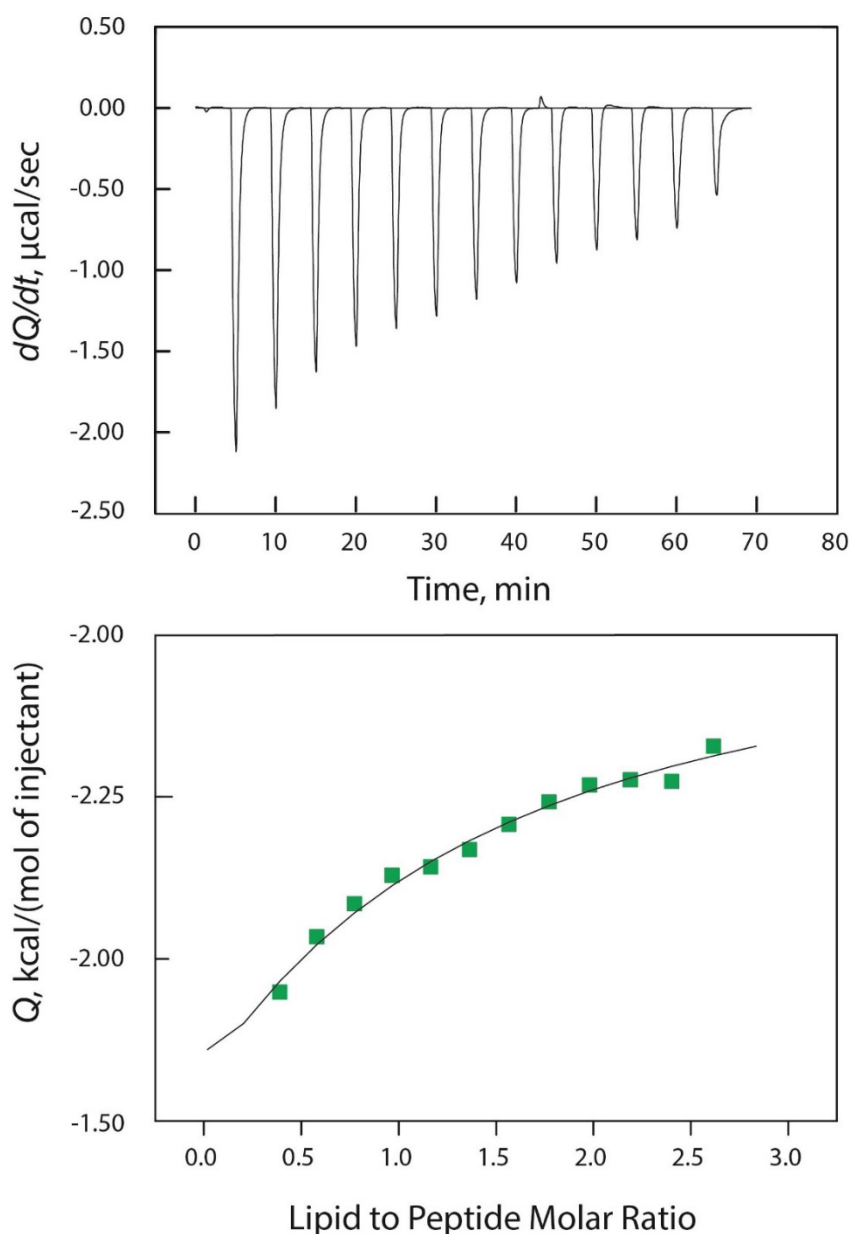 0.50
0.00
-0.50
-1.00
-1.50
-2.00
-2.50
dQ/dt, µcal/sec
0 10 20 30 40 50 60 70 80
Time, min
-2.00
-2.25
-2.00
-1.50
Q, kcal/(mol of injectant)
0.0 0.5 1.0 1.5 2.0 2.5 3.0
Lipid to Peptide Molar Ratio